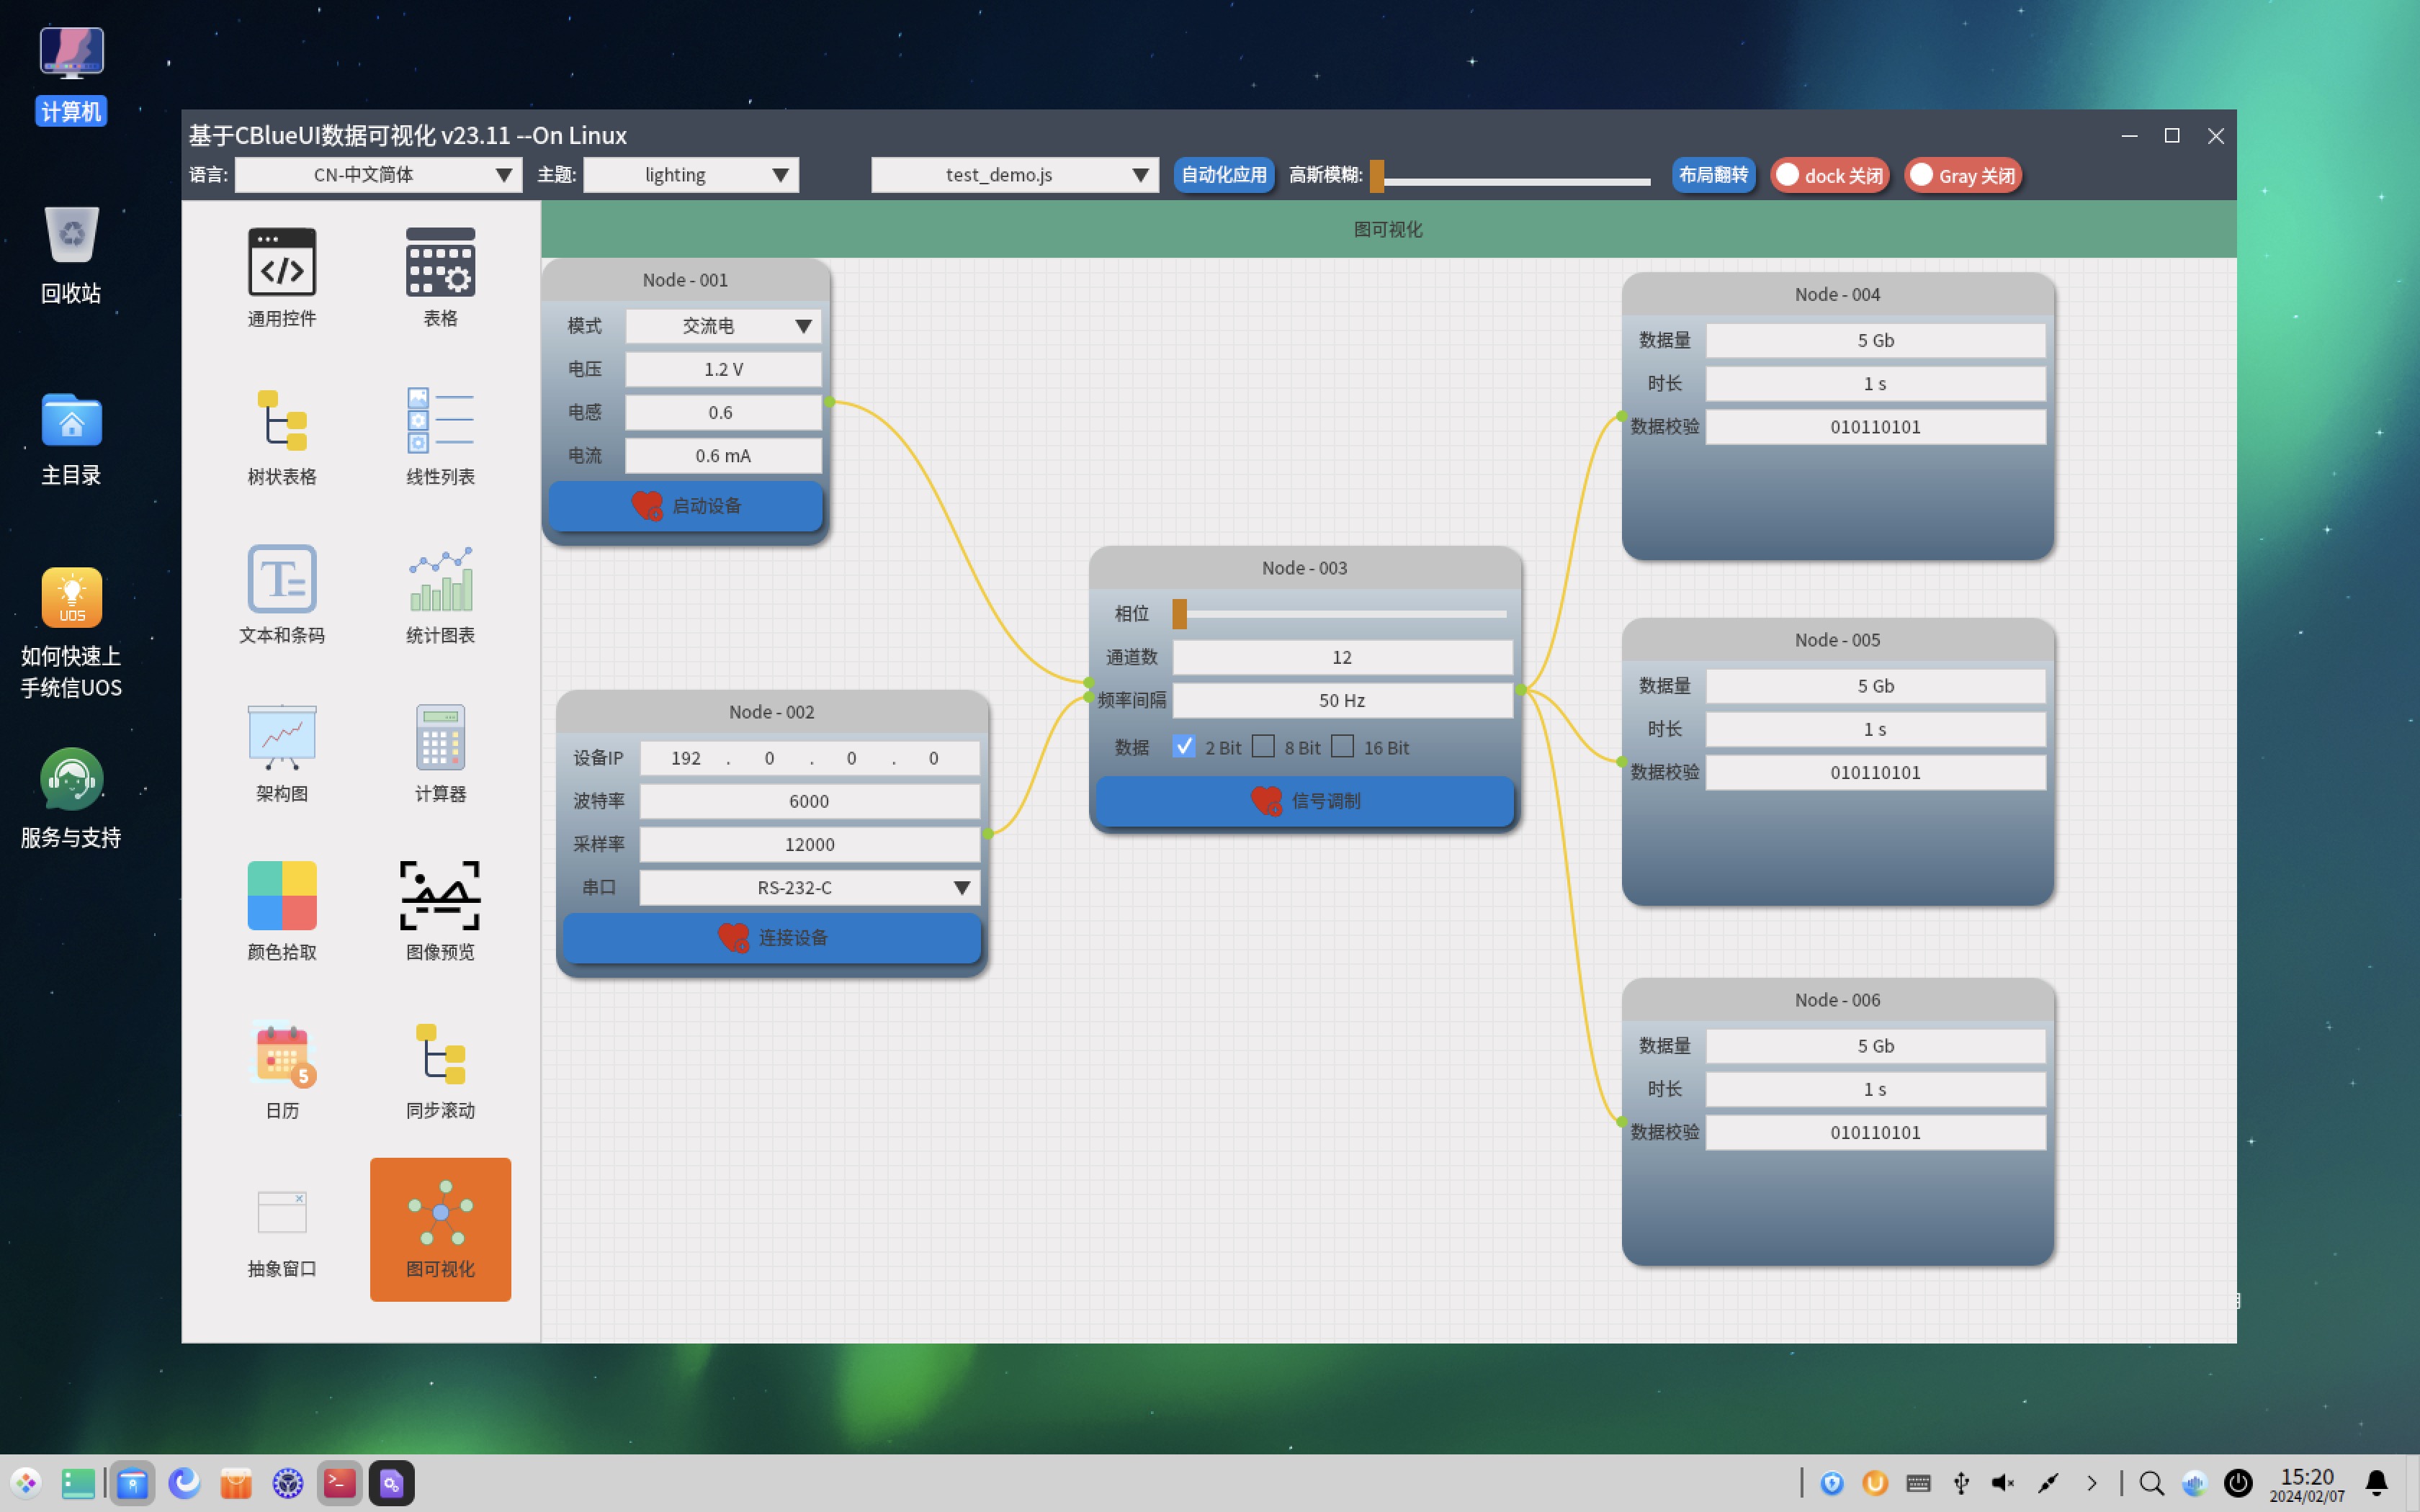 计算机
回收站
主目录
UOS
如何快速上
手统信UOS
服务与支持
基于CBlueUI数据可视化 v23.11 --On Linux
语言: CN-中文简体 主题: lighting test_demo.js 自动化应用 高斯模糊: 布局翻转 dock 关闭 Gray 关闭
通用控件 表格
树状表格 线性列表
文本和条码 统计图表
架构图 计算器
颜色拾取 图像预览
5
日历 同步滚动
抽象窗口 图可视化
图可视化
Node - 001
模式 交流电
电压 1.2 V
电感 0.6
电流 0.6 mA
启动设备
Node - 002
设备IP 192 . 0 . 0 . 0
波特率 6000
采样率 12000
串口 RS-232-C
连接设备
Node - 003
相位
通道数 12
频率间隔 50 Hz
数据 2 Bit 8 Bit 16 Bit
信号调制
Node - 004
数据量 5 Gb
时长 1 s
数据校验 010110101
Node - 005
数据量 5 Gb
时长 1 s
数据校验 010110101
Node - 006
数据量 5 Gb
时长 1 s
数据校验 010110101
15:20
2024/02/07